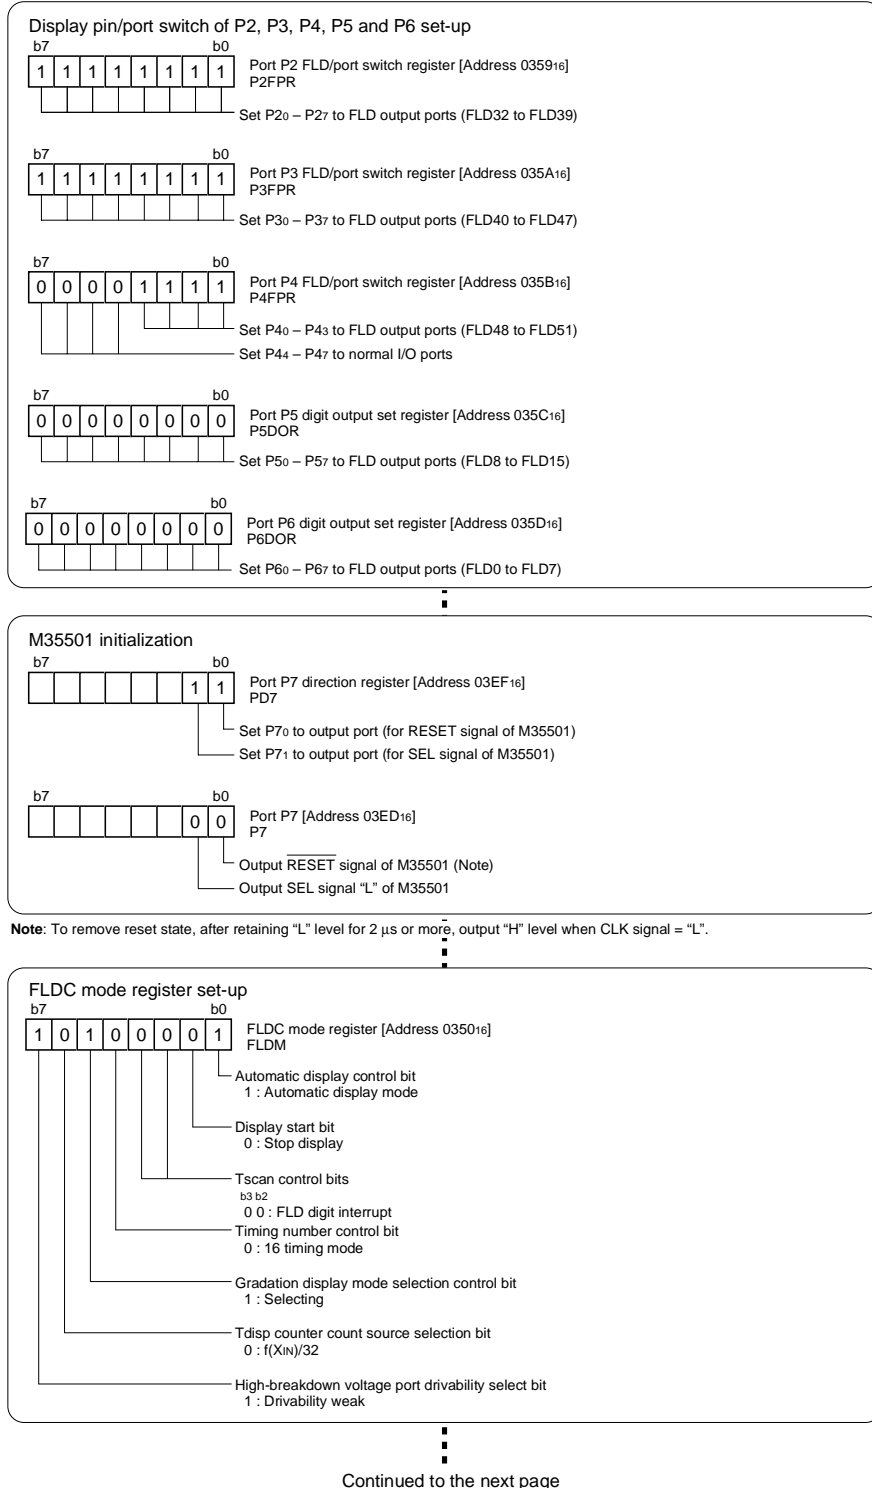 Display pin/port switch of P2, P3, P4, P5 and P6 set-up
b7 b0
1 1 1 1 1 1 1 1
Port P2 FLD/port switch register [Address 035916]
P2FPR
Set P20 – P27 to FLD output ports (FLD32 to FLD39)
b7 b0
1 1 1 1 1 1 1 1
Port P3 FLD/port switch register [Address 035A16]
P3FPR
Set P30 – P37 to FLD output ports (FLD40 to FLD47)
b7 b0
0 0 0 0 1 1 1 1
Port P4 FLD/port switch register [Address 035B16]
P4FPR
Set P40 – P43 to FLD output ports (FLD48 to FLD51)
Set P44 – P47 to normal I/O ports
b7 b0
0 0 0 0 0 0 0 0
Port P5 digit output set register [Address 035C16]
P5DOR
Set P50 – P57 to FLD output ports (FLD8 to FLD15)
b7 b0
0 0 0 0 0 0 0 0
Port P6 digit output set register [Address 035D16]
P6DOR
Set P60 – P67 to FLD output ports (FLD0 to FLD7)
M35501 initialization
b7 b0
1 1
Port P7 direction register [Address 03EF16]
PD7
Set P70 to output port (for RESET signal of M35501)
Set P71 to output port (for SEL signal of M35501)
b7 b0
0 0
Port P7 [Address 03ED16]
P7
Output RESET signal of M35501 (Note)
Output SEL signal “L” of M35501
Note: To remove reset state, after retaining “L” level for 2 µs or more, output “H” level when CLK signal = “L”.
FLDC mode register set-up
b7 b0
1 0 1 0 0 0 0 1
FLDC mode register [Address 035016]
FLDM
Automatic display control bit
1 : Automatic display mode
Display start bit
0 : Stop display
Tscan control bits
b3 b2
0 0 : FLD digit interrupt
Timing number control bit
0 : 16 timing mode
Gradation display mode selection control bit
1 : Selecting
Tdisp counter count source selection bit
0 : f(XIN)/32
High-breakdown voltage port drivability select bit
1 : Drivability weak
Continued to the next page